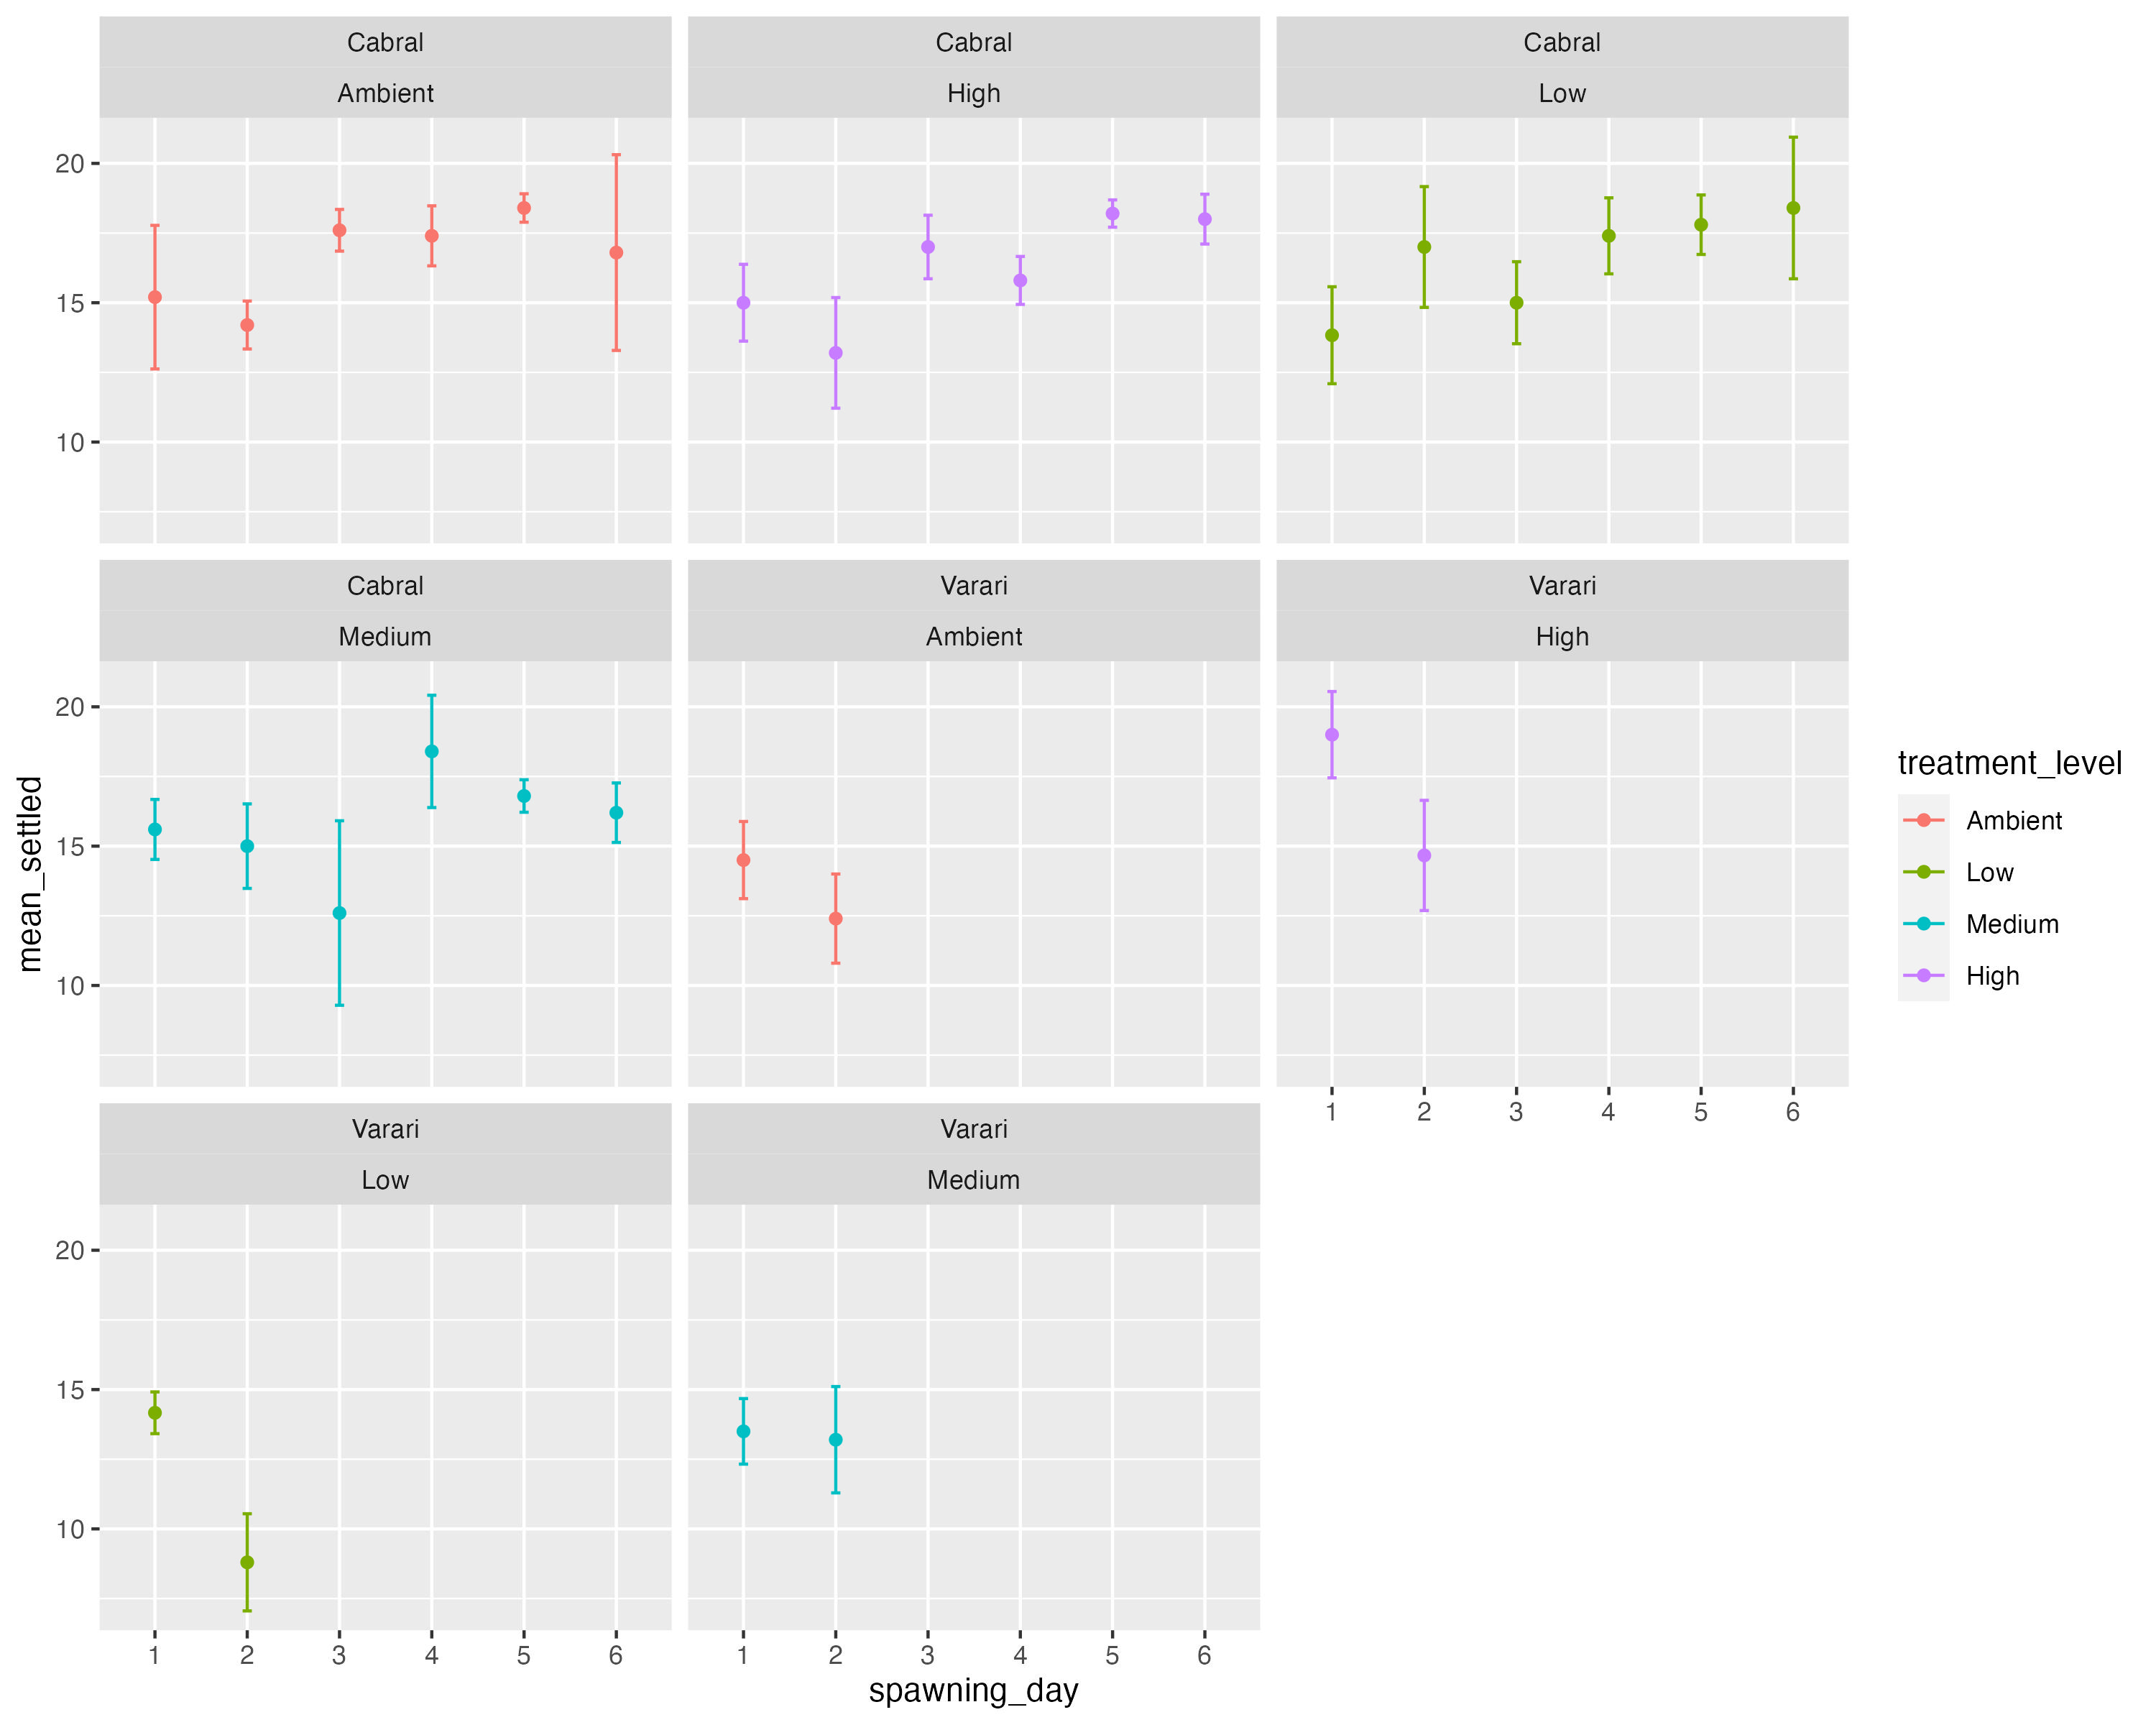 Cabral
Ambient
Cabral
High
Cabral
Low
20
15
10
Cabral
Medium
Varari
Ambient
Varari
High
20
15
10
1 2 3 4 5 6
Varari
Low
Varari
Medium
20
15
10
1 2 3 4 5 6
1 2 3 4 5 6
spawning_day
mean_settled
treatment_level
Ambient
Low
Medium
High